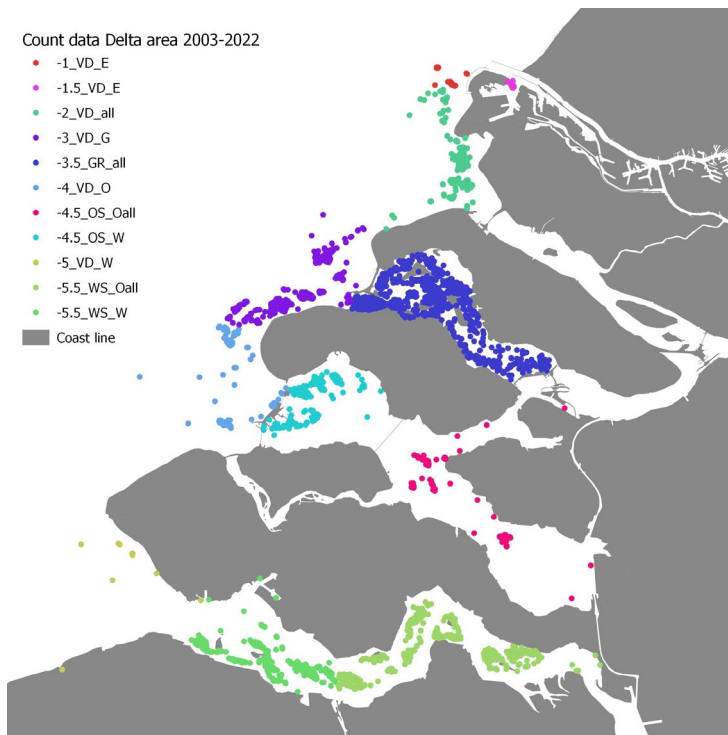 Count data Delta area 2003-2022
-1_VD_E
-1.5_VD_E
-2_VD_all
-3_VD_G
-3.5_GR_all
-4_VD_O
-4.5_OS_Oall
-4.5_OS_W
-5_VD_W
-5.5_WS_Oall
-5.5_WS_W
Coast line